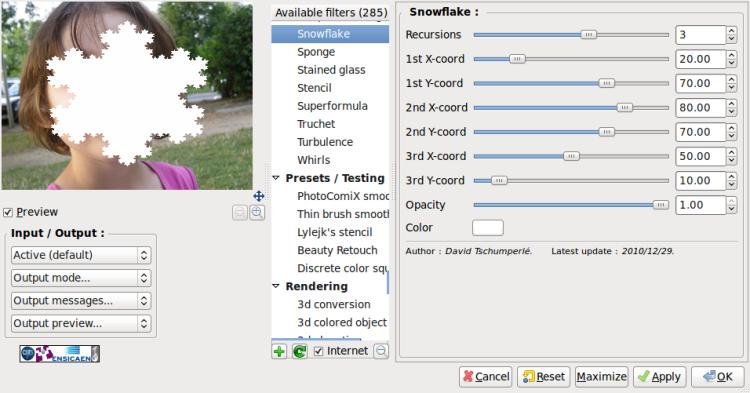 Preview
Input / Output :
Active (default)
Output mode...
Output messages...
Output preview...
ENSICAEN
Available filters (285)
Snowflake
Sponge
Stained glass
Stencil
Superformula
Truchet
Turbulence
Whirls
Presets / Testing
PhotoComiX smoo
Thin brush smooth
Lylejk's stencil
Beauty Retouch
Discrete color squ
Rendering
3d conversion
3d colored object
Internet
Snowflake :
Recursions 3
1st X-coord 20.00
1st Y-coord 70.00
2nd X-coord 80.00
2nd Y-coord 70.00
3rd X-coord 50.00
3rd Y-coord 10.00
Opacity 1.00
Color
Author : David Tschumperlé. Latest update : 2010/12/29.
Cancel Reset Maximize Apply OK